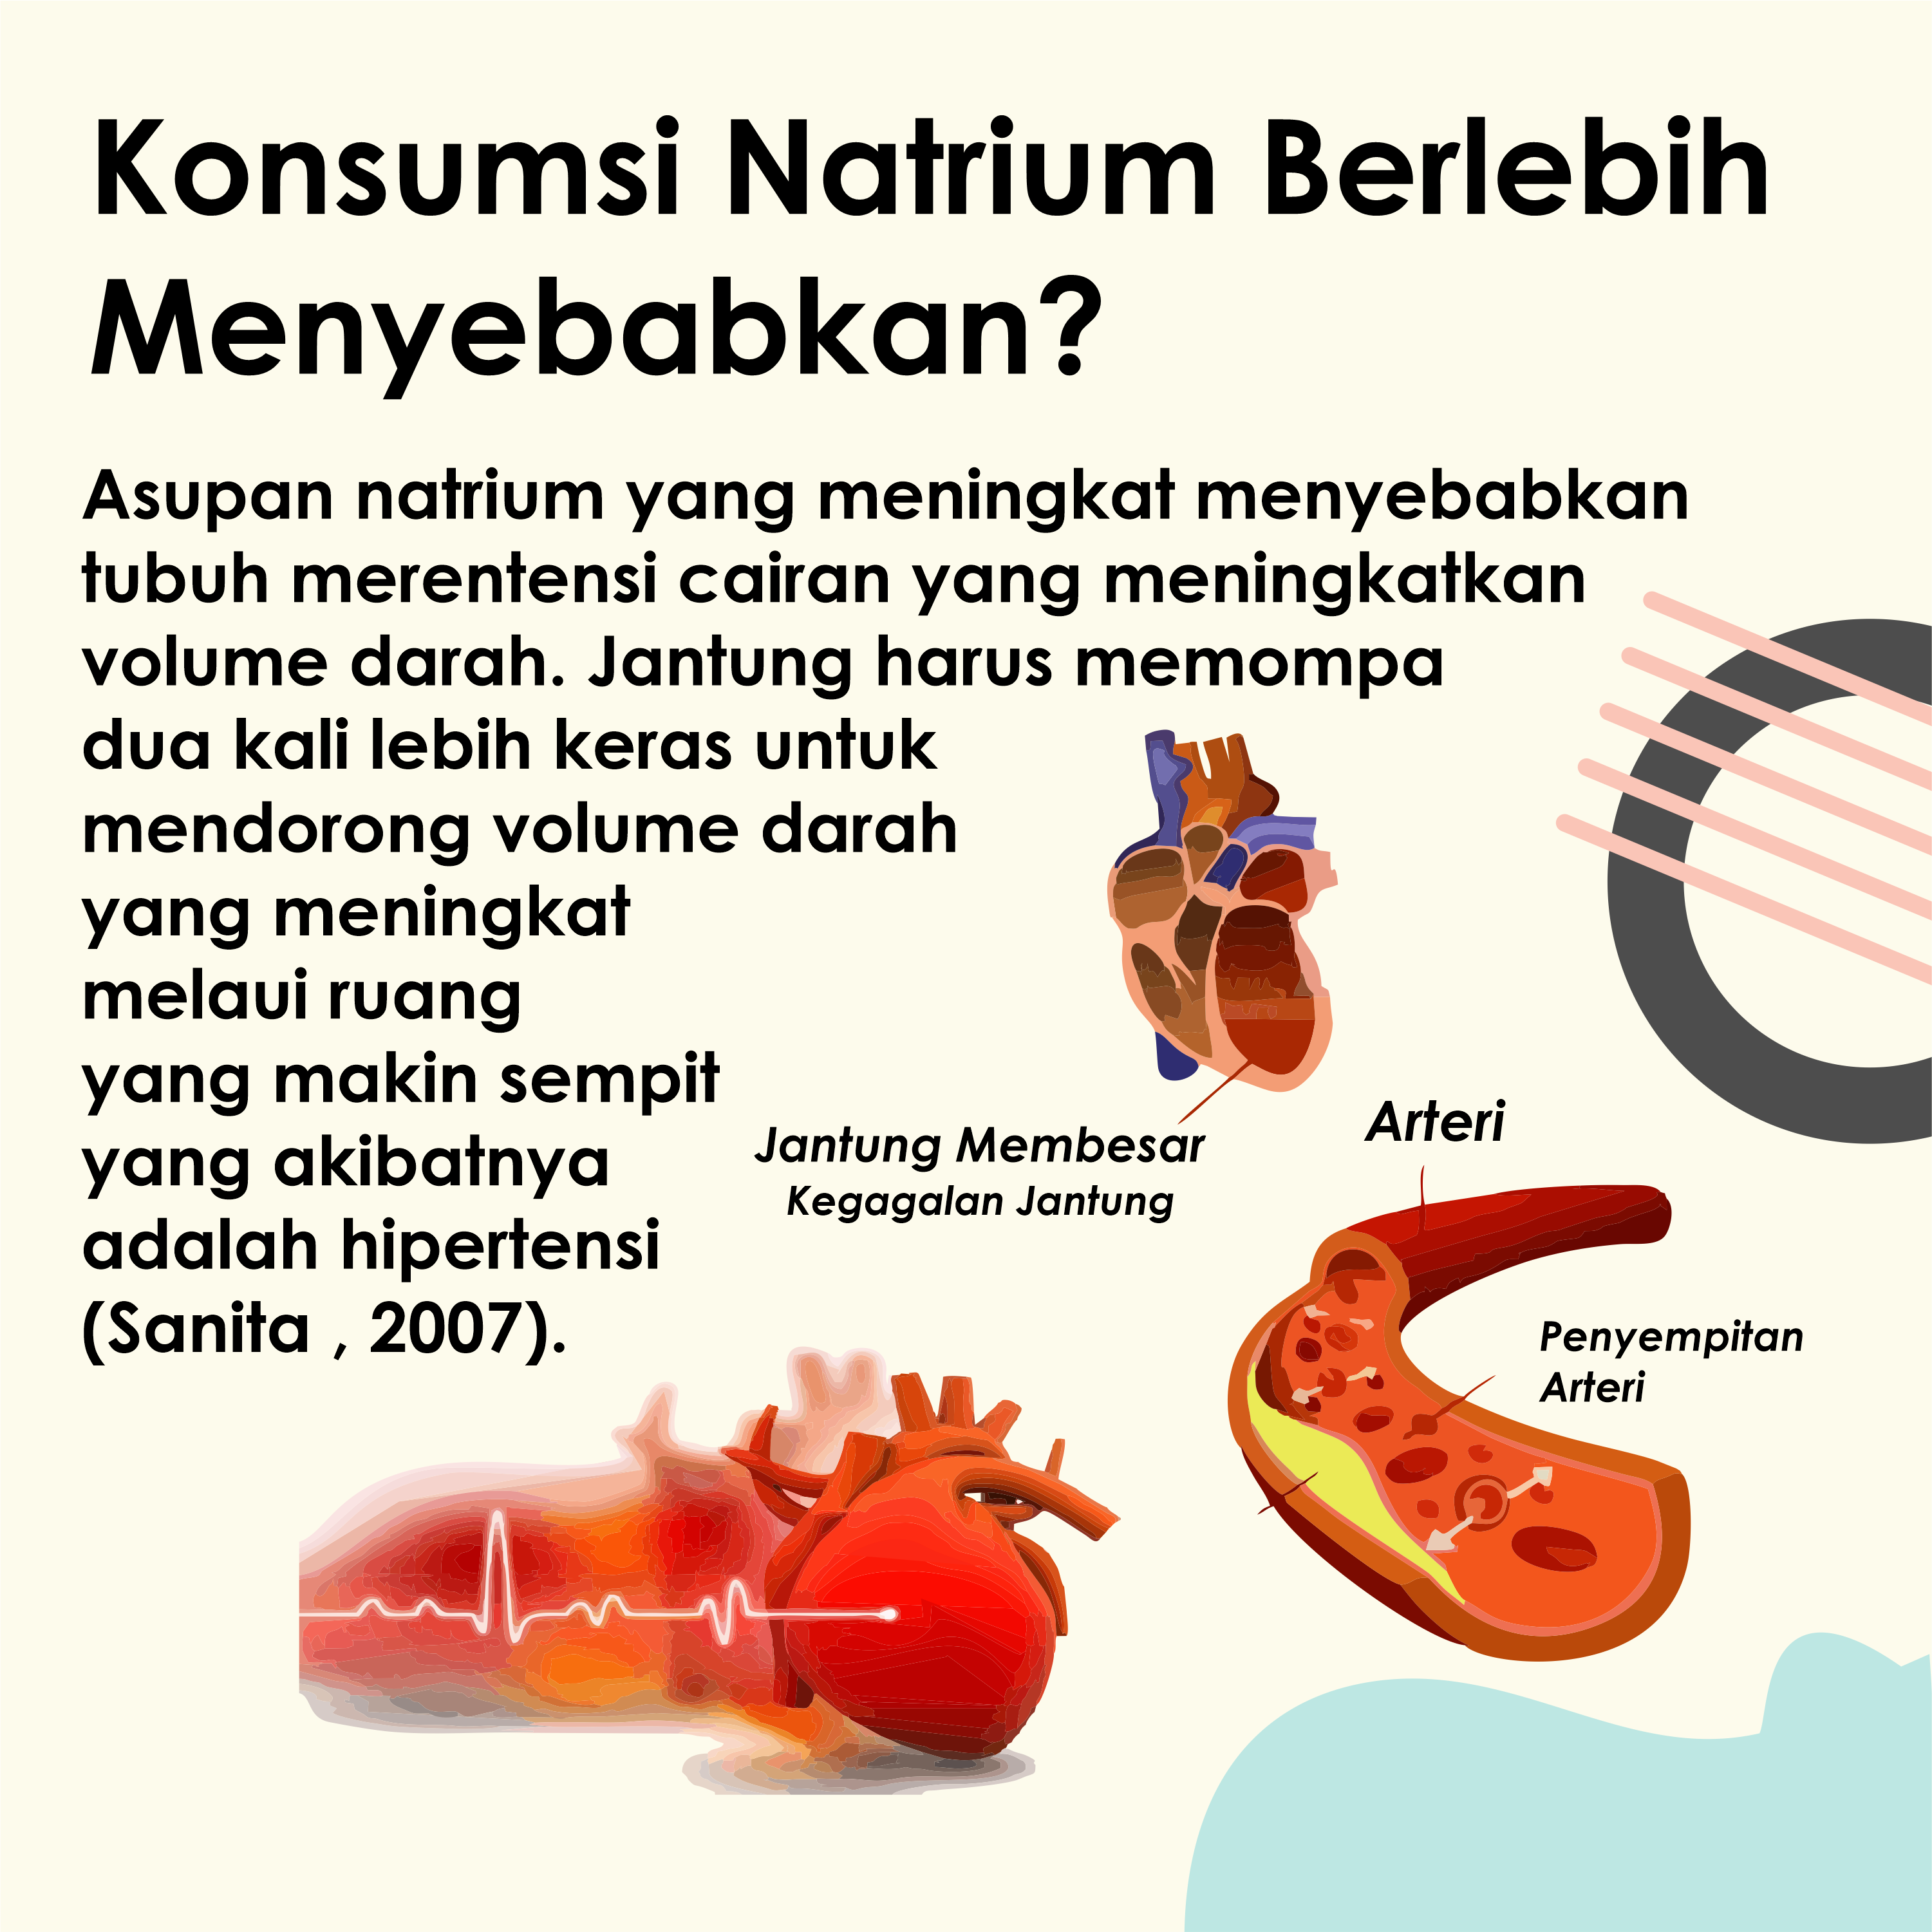 Konsumsi Natrium Berlebih
Menyebabkan?
Asupan natrium yang meningkat menyebabkan
tubuh merentensi cairan yang meningkatkan
volume darah. Jantung harus memompa
dua kali lebih keras untuk
mendorong volume darah
yang meningkat
melaui ruang
yang makin sempit
yang akibatnya
adalah hipertensi
(Sanita , 2007).
Jantung Membesar
Kegagalan Jantung
Arteri
Penyempitan
Arteri